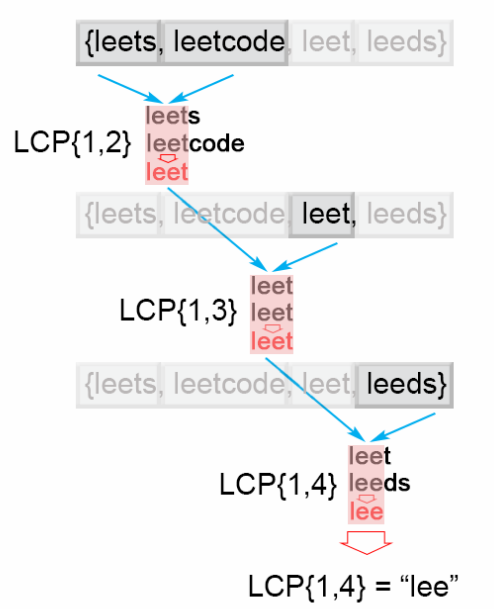 {leets, leetcode, leet, leeds}
leets
LCP{1,2} leetcode
leet
{leets, leetcode, leet, leeds}
leet
LCP{1,3} leet
leet
{leets, leetcode, leet, leeds}
leet
LCP{1,4} leeds
lee
LCP{1,4} = “lee”